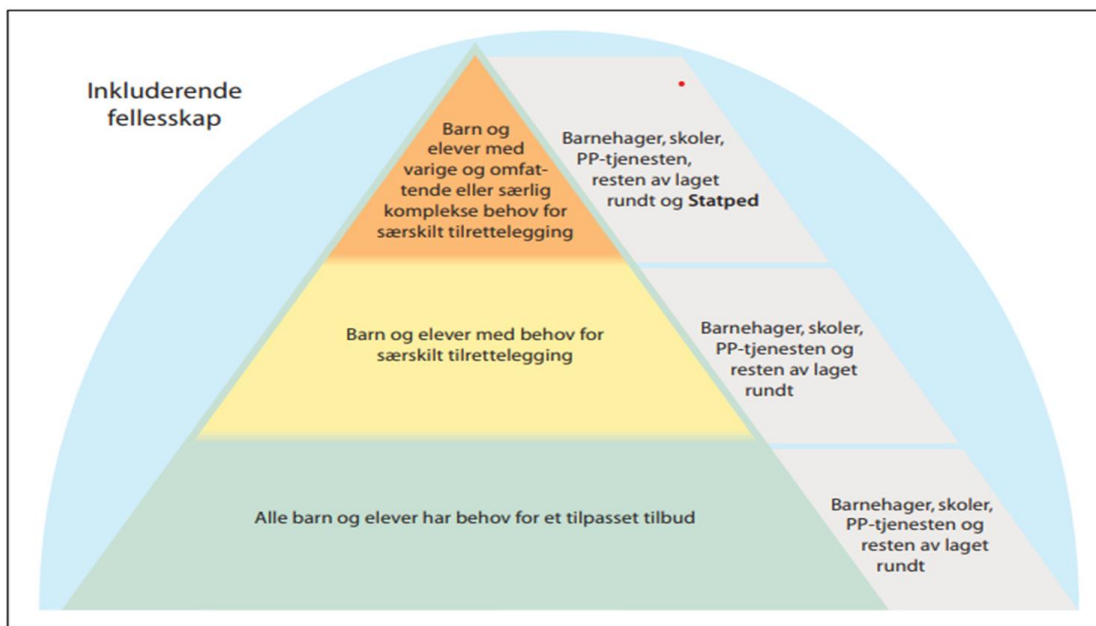 Inkluderende
fellesskap
Barn og
elever med
varige og omfat-
tende eller særlig
komplekse behov for
særskilt tilrettelegging
Barnehager, skoler,
PP-tjenesten,
resten av laget
rundt og Statped
Barn og elever med behov for
særskilt tilrettelegging
Barnehager, skoler,
PP-tjenesten og
resten av laget
rundt
Alle barn og elever har behov for et tilpasset tilbud
Barnehager, skoler,
PP-tjenesten og
resten av laget
rundt